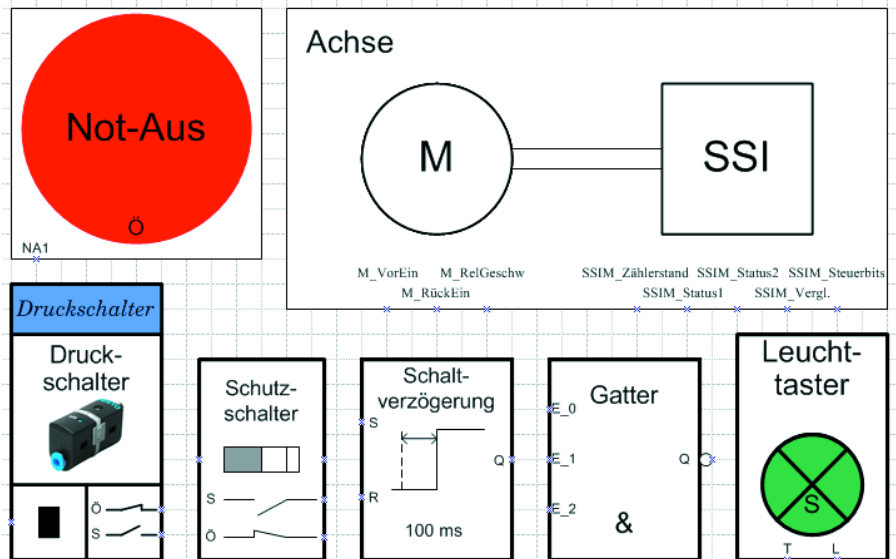 Not-Aus
Ö
NA1
Achse
M
SSI
M_VorEin M_RelGeschw
M_RückEin
SSIM_Zählerstand SSIM_Status2 SSIM_Steuerbits
SSIM_Status1 SSIM_Vergl.
Druckschalter
Druck-
schalter
Ö
S
Schutz-
schalter
S
Ö
Schalt-
verzögerung
S
Q
R
100 ms
Gatter
E_0
E_1
Q
E_2
&
Leucht-
taster
S
T L